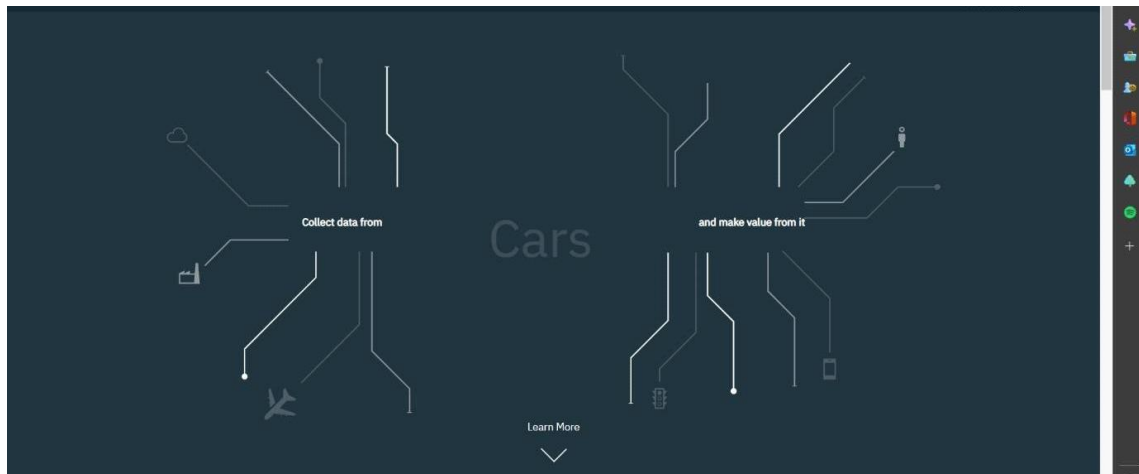 Collect data from
Cars
and make value from it
Learn More